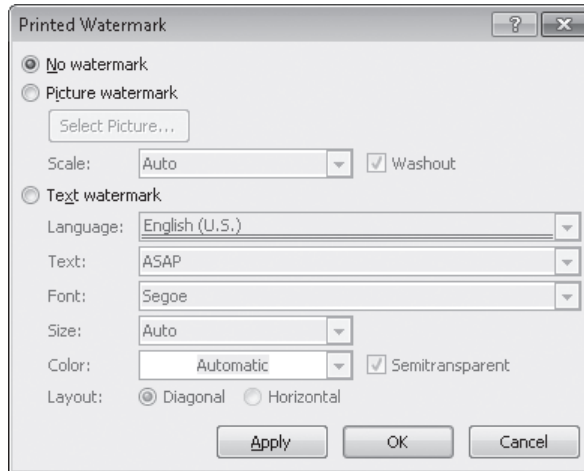 Printed Watermark
No watermark
Picture watermark
Select Picture...
Scale: Auto Washout
Text watermark
Language: English (U.S.)
Text: ASAP
Font: Segoe
Size: Auto
Color: Automatic Semitransparent
Layout: Diagonal Horizontal
Apply OK Cancel